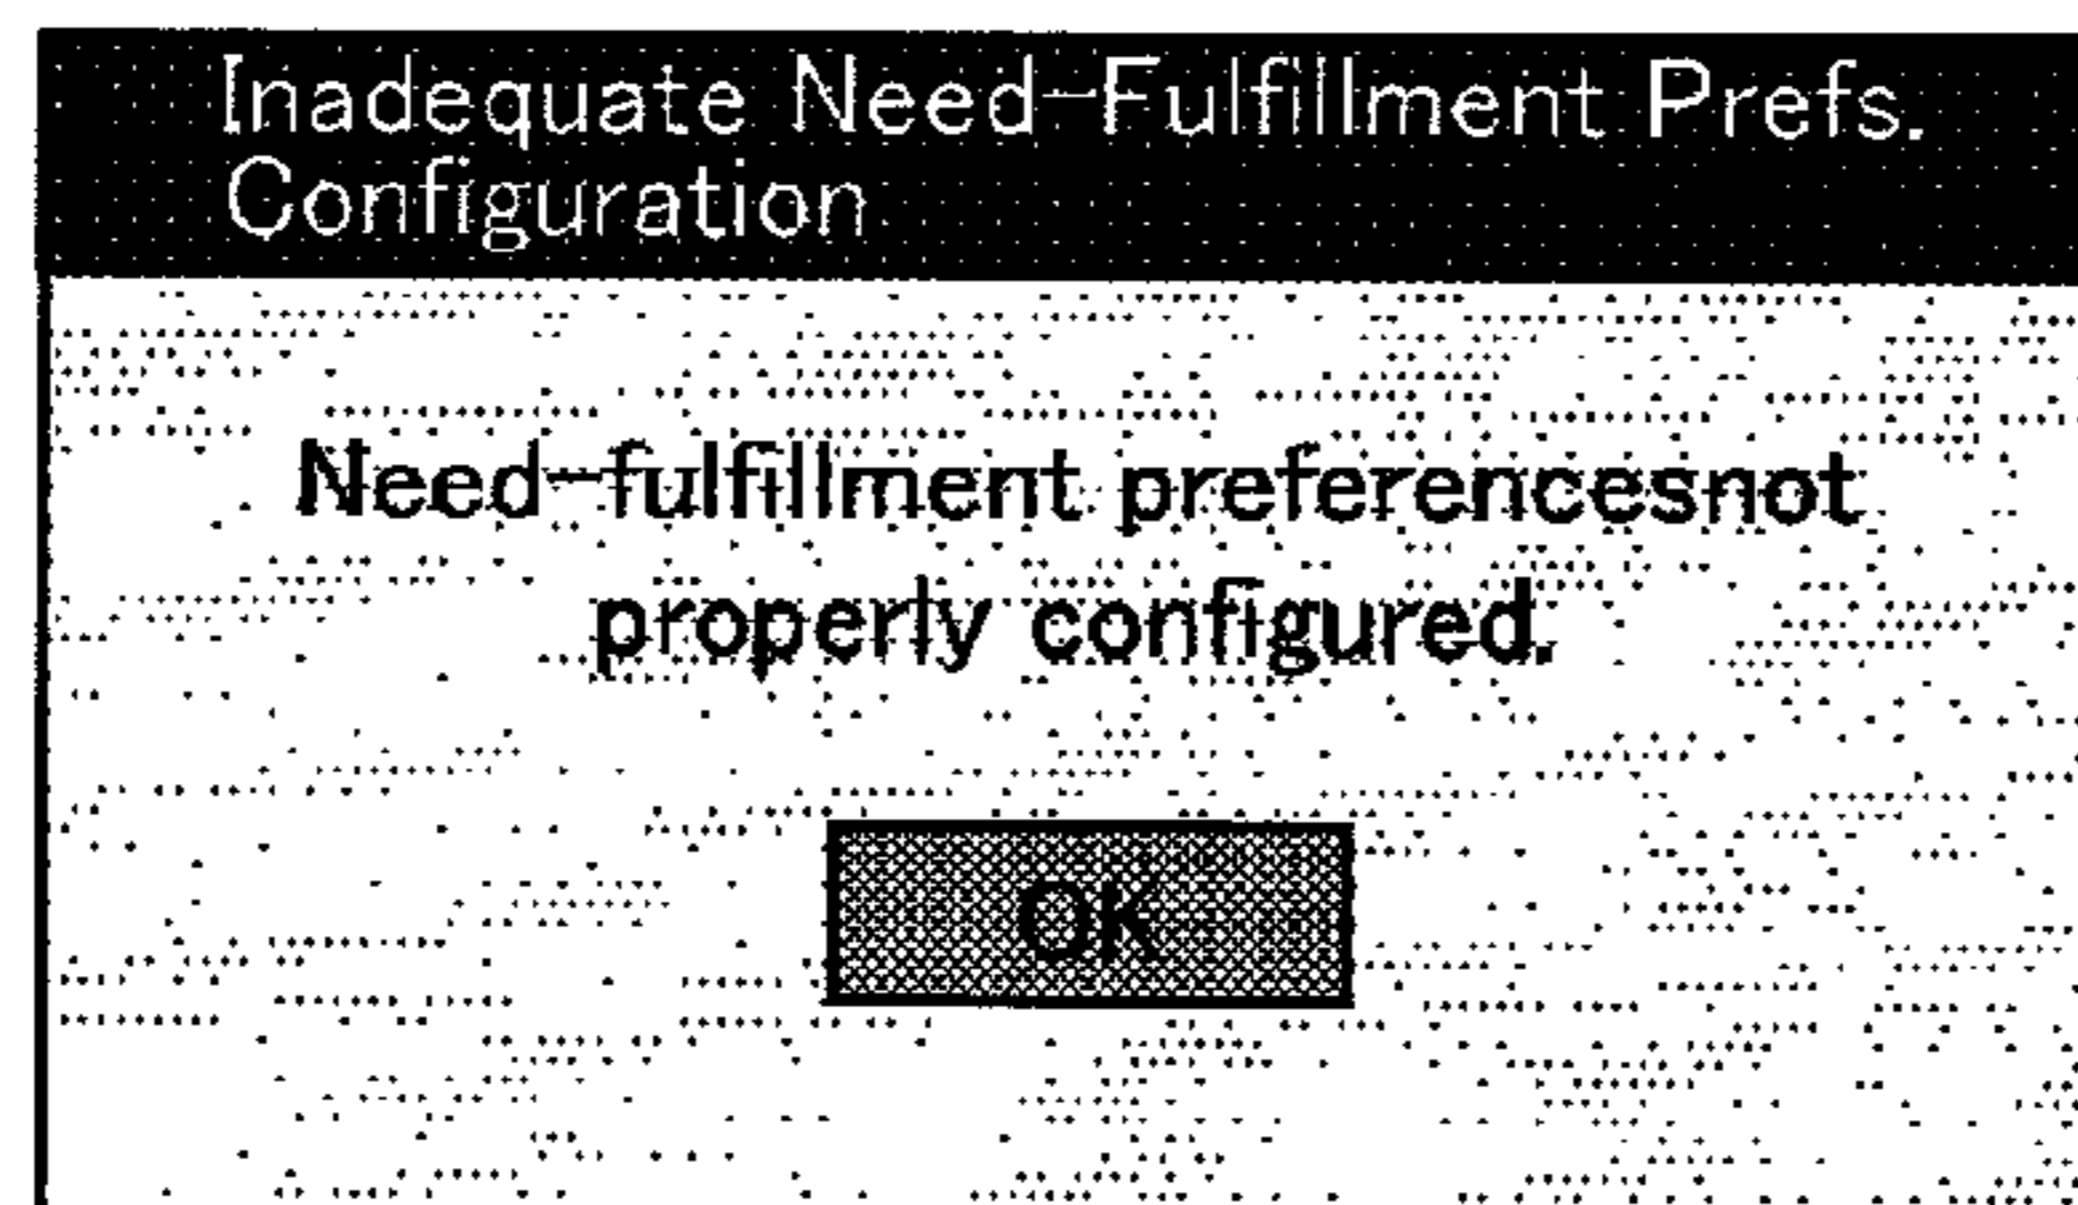 Inadequate Need-Fulfillment Prefs.
Configuration
Need-fulfillment preferencesnot
properly configured.
OK